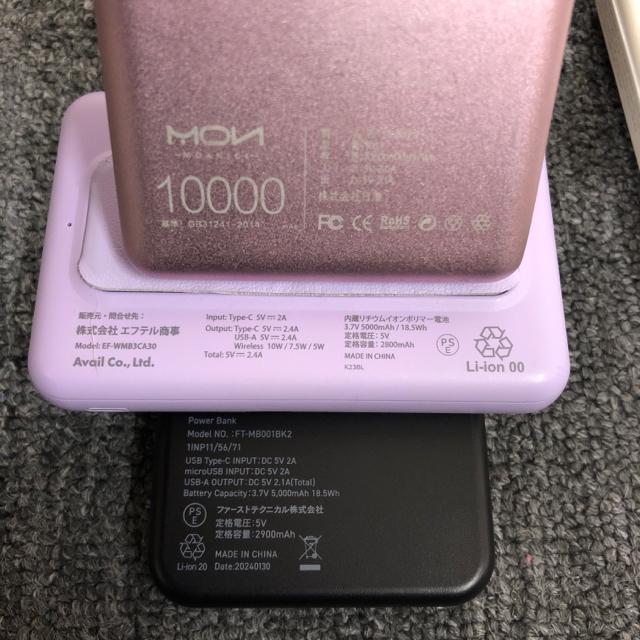 MON
10000
GB31241-2014
FC CE RoHS
販売元・問合せ先：
株式会社 エフテル商事
Model: EF-WMB3CA30
Avail Co., Ltd.
Input: Type-C 5V⎓2A
Output: Type-C 5V⎓2.4A
USB-A 5V⎓2.4A
Wireless 10W / 7.5W / 5W
Total: 5V⎓2.4A
内蔵リチウムイオンポリマー電池
3.7V 5000mAh / 18.5Wh
定格電圧：5V
定格容量：2800mAh
MADE IN CHINA
K23BL
PSE
Li-ion 00
Power Bank
Model NO. :FT-MB001BK2
1INP11/56/71
USB Type-C INPUT:DC 5V 2A
microUSB INPUT:DC 5V 2A
USB-A OUTPUT:DC 5V 2.1A(Total)
Battery Capacity:3.7V 5,000mAh 18.5Wh
PSE
ファーストテクニカル株式会社
定格電圧:5V
定格容量:2900mAh
MADE IN CHINA
Li-ion 20
Date:20240130